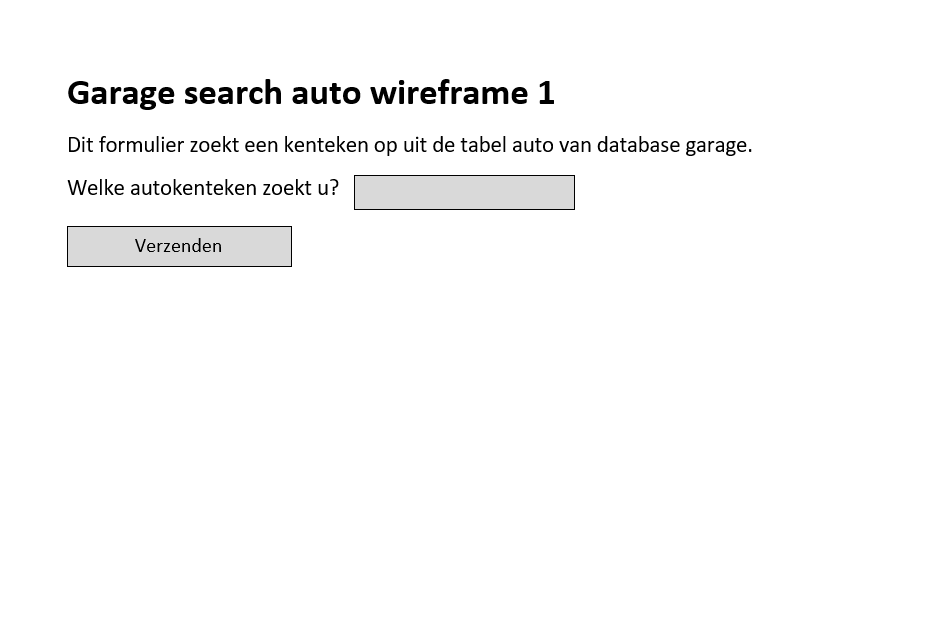 Garage search auto wireframe 1
Dit formulier zoekt een kenteken op uit de tabel auto van database garage.
Welke autokenteken zoekt u?
Verzenden